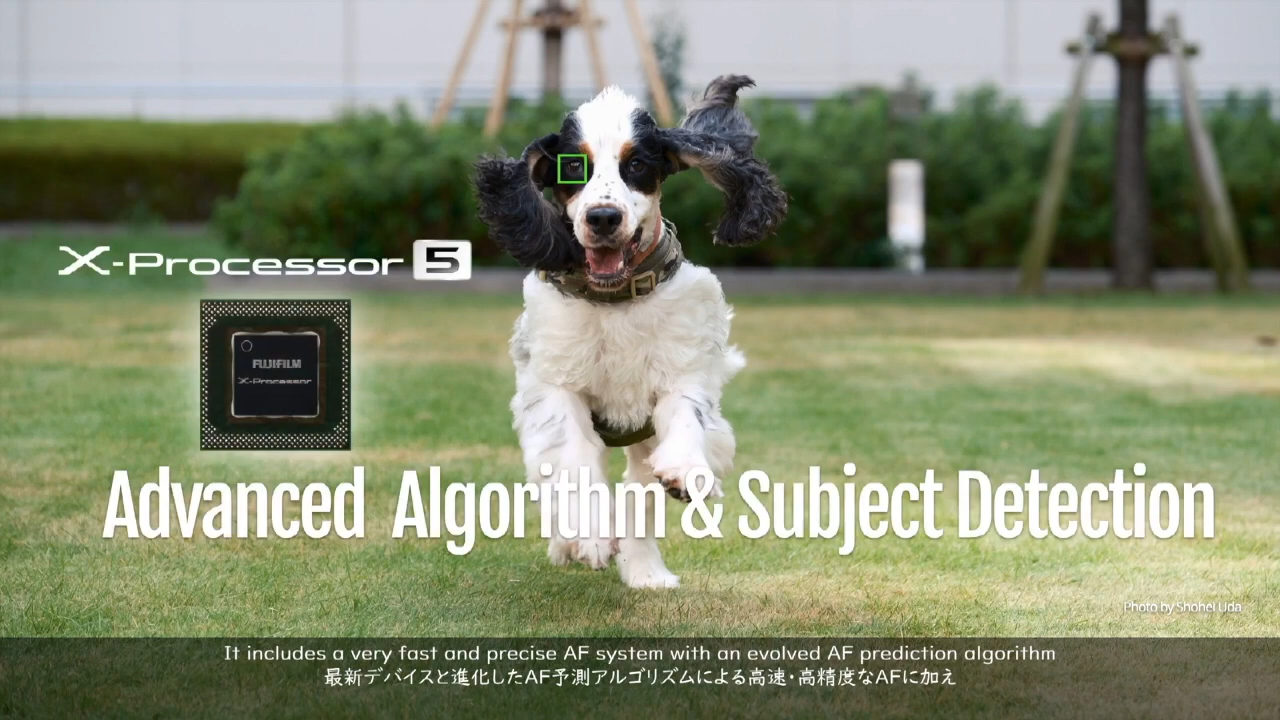 X-Processor 5
FUJIFILM
X-Processor
Advanced Algorithm & Subject Detection
Photo by Shohei Uda
It includes a very fast and precise AF system with an evolved AF prediction algorithm
最新デバイスと進化したAF予測アルゴリズムによる高速・高精度なAFに加え